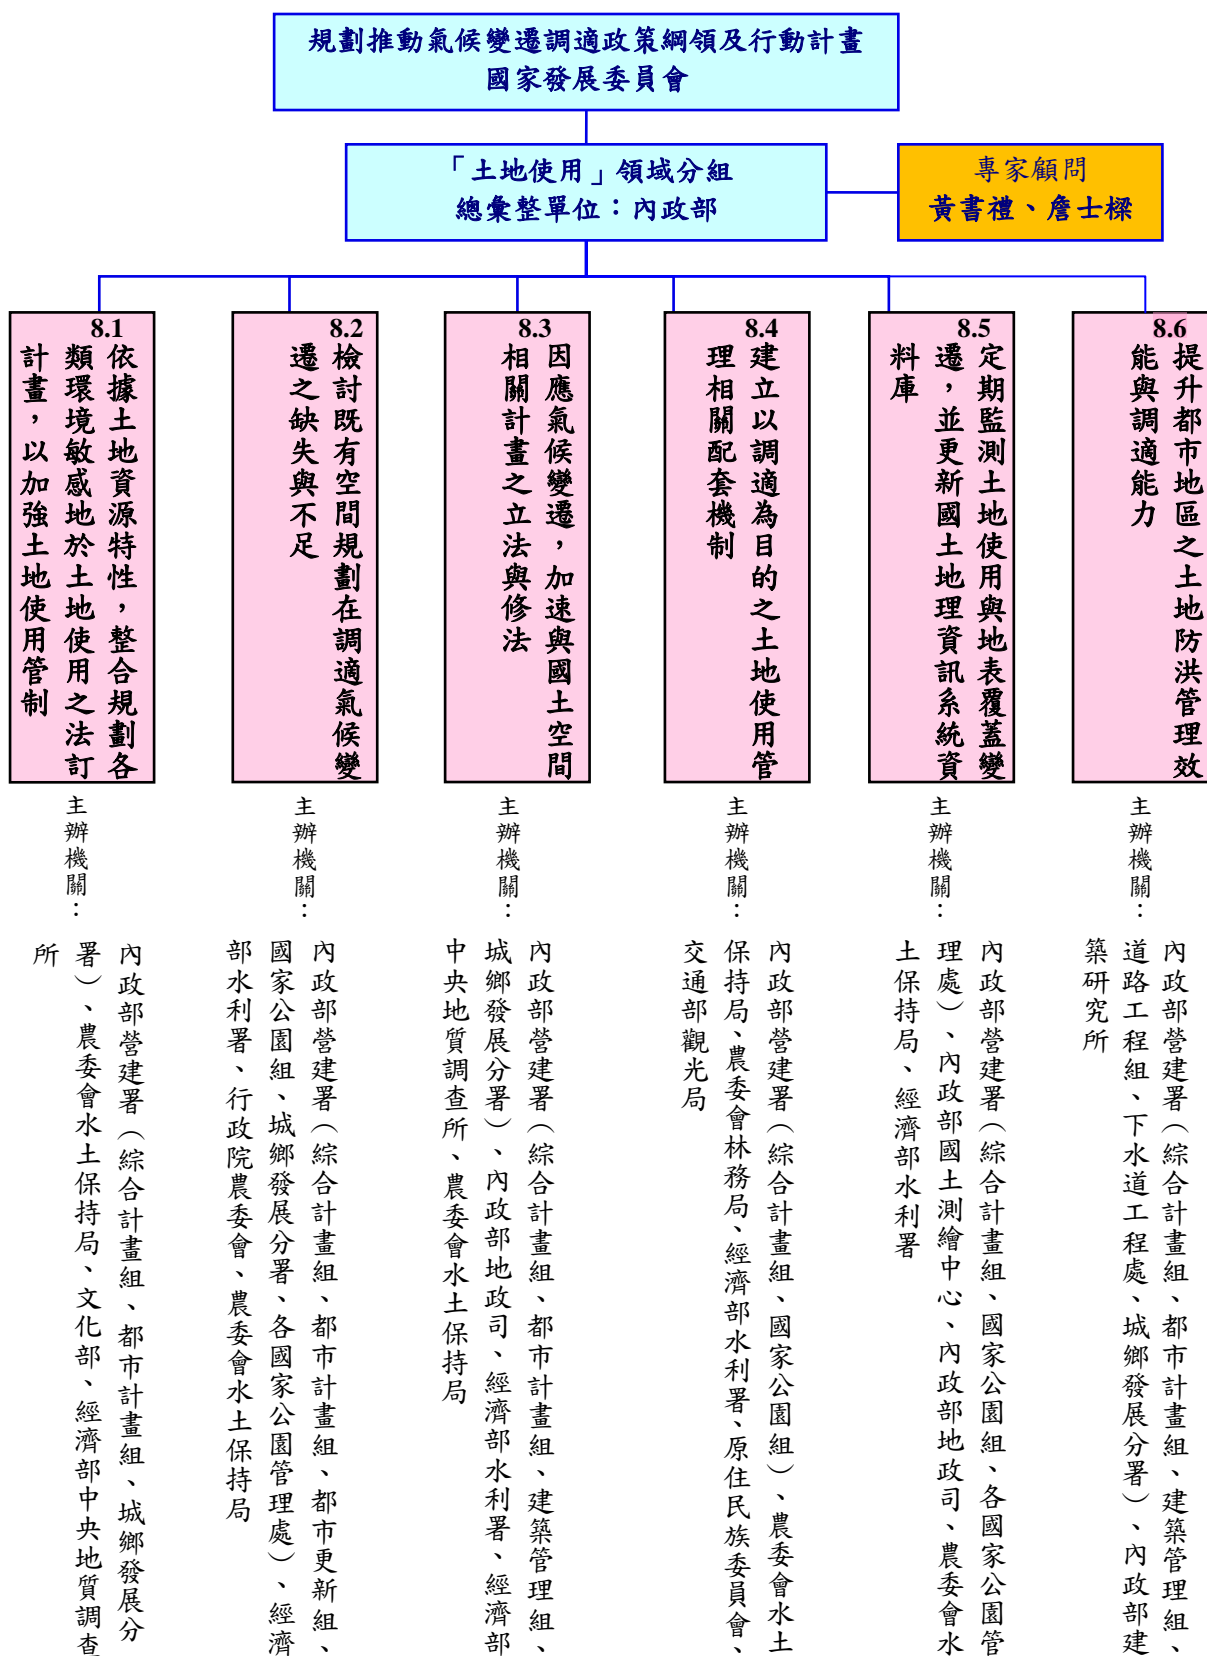 規劃推動氣候變遷調適政策綱領及行動計畫
國家發展委員會
「土地使用」領域分組
總彙整單位：內政部
專家顧問
黃書禮、詹士樑
8.1
依據土地資源特性，整合規劃各
類環境敏感地於土地使用之法訂
計畫，以加強土地使用管制
8.2
檢討既有空間規劃在調適氣候變
遷之缺失與不足
8.3
因應氣候變遷，加速與國土空間
相關計畫之立法與修法
8.4
建立以調適為目的之土地使用管
理相關配套機制
8.5
定期監測土地使用與地表覆蓋變
遷，並更新國土地理資訊系統資
料庫
8.6
提升都市地區之土地防洪管理效
能與調適能力
主辦機關：
內政部營建署（綜合計畫組、都市計畫組、城鄉發展分
署）、農委會水土保持局、文化部、經濟部中央地質調查
所
主辦機關：
內政部營建署（綜合計畫組、都市計畫組、都市更新組、
國家公園組、城鄉發展分署、各國家公園管理處）、經濟
部水利署、行政院農委會、農委會水土保持局
主辦機關：
內政部營建署（綜合計畫組、都市計畫組、建築管理組、
城鄉發展分署）、內政部地政司、經濟部水利署、經濟部
中央地質調查所、農委會水土保持局
主辦機關：
內政部營建署（綜合計畫組、國家公園組）、農委會水土
保持局、農委會林務局、經濟部水利署、原住民族委員會、
交通部觀光局
主辦機關：
內政部營建署（綜合計畫組、國家公園組、各國家公園管
理處）、內政部國土測繪中心、內政部地政司、農委會水
土保持局、經濟部水利署
主辦機關：
內政部營建署（綜合計畫組、都市計畫組、建築管理組、
道路工程組、下水道工程處、城鄉發展分署）、內政部建
築研究所